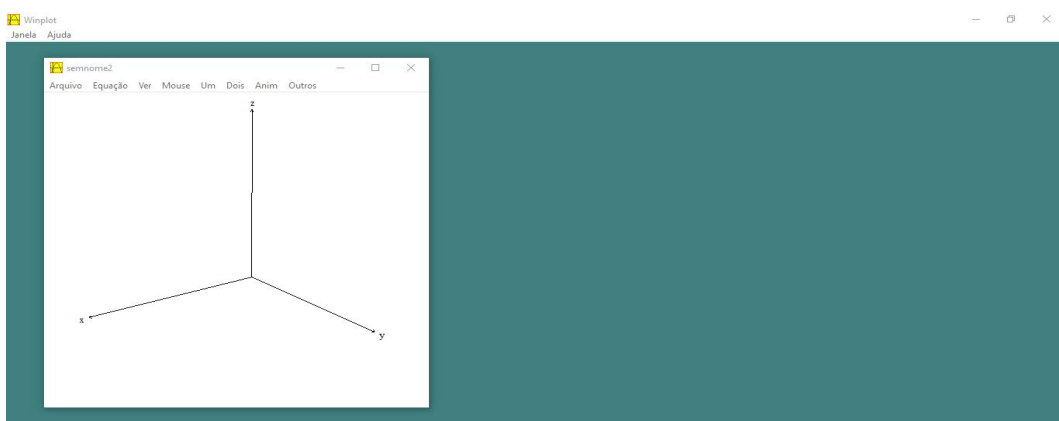 Winplot
Janela Ajuda
semnome2
Arquivo Equação Ver Mouse Um Dois Anim Outros
z
x
y